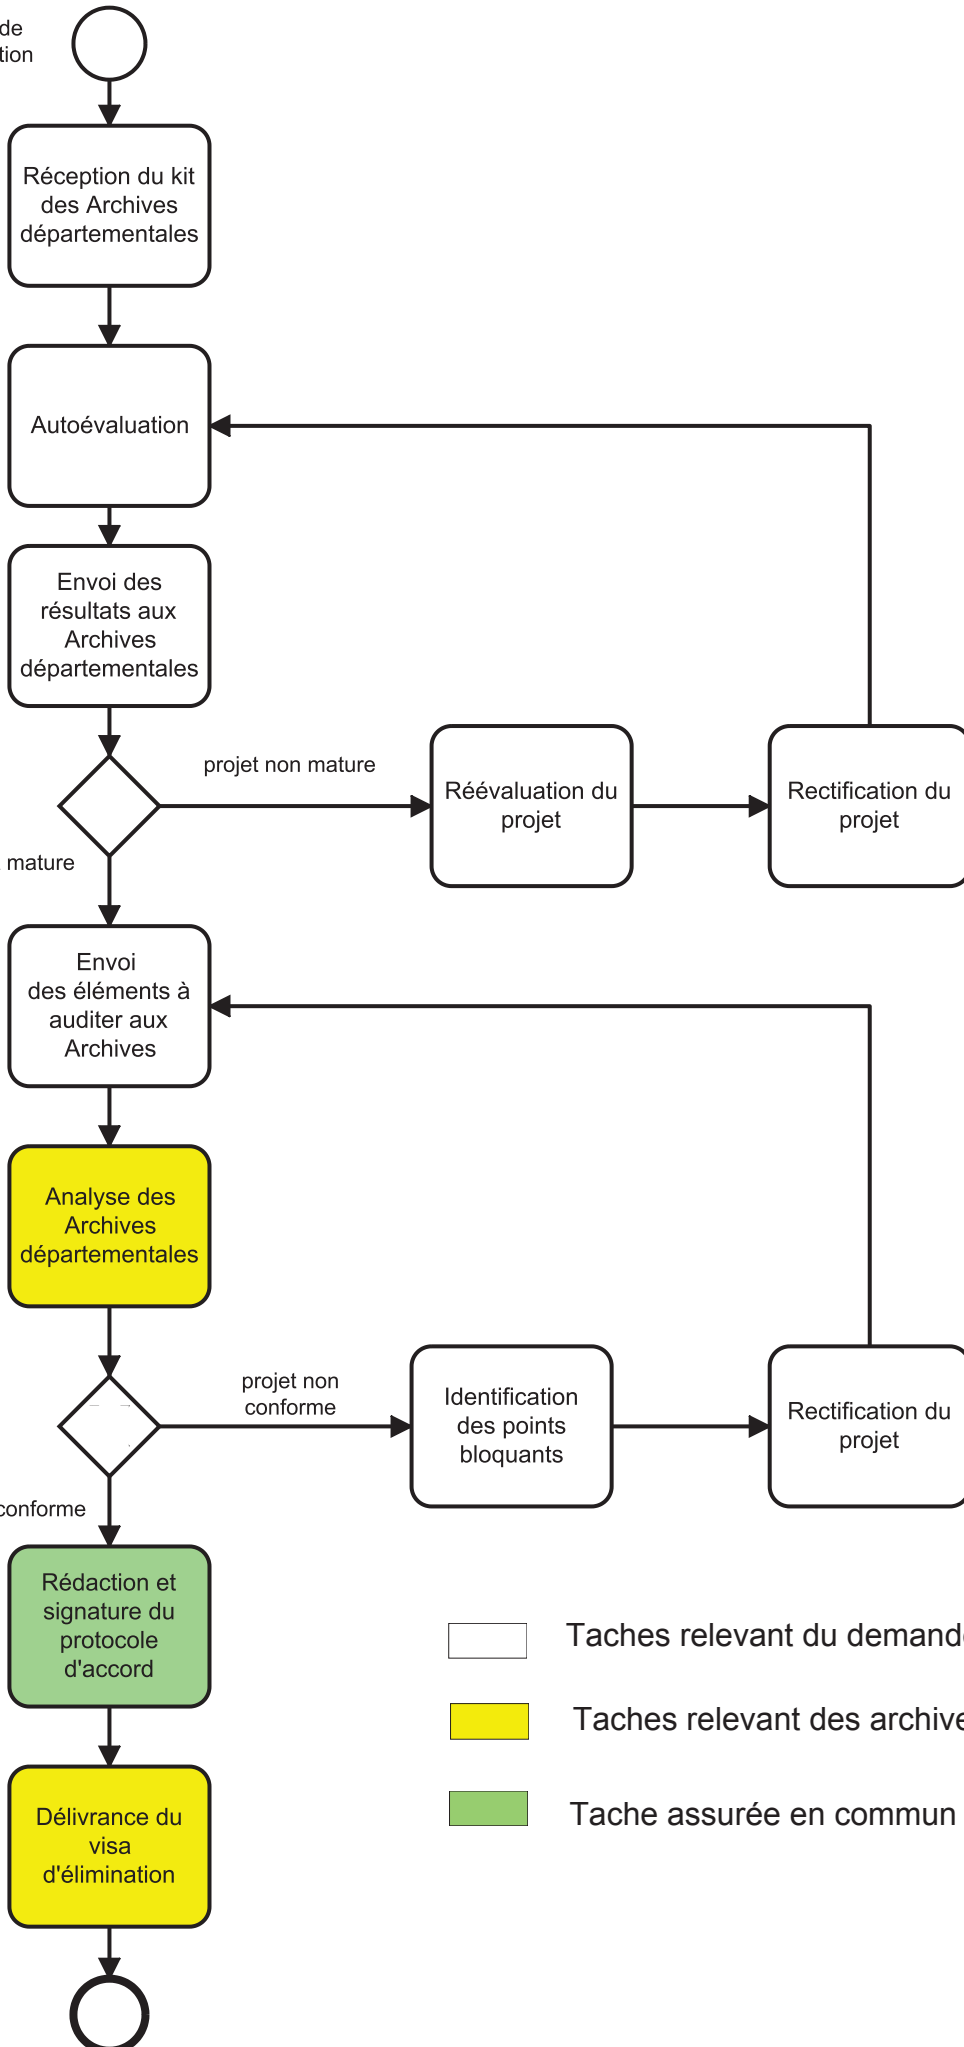 de
Réception du kit
des Archives
départementales
Autoévaluation
Envoi des
résultats aux
Archives
départementales
projet non mature
Réévaluation du
projet
Rectification du
projet
mature
Envoi
des éléments à
auditer aux
Archives
Analyse des
Archives
départementales
projet non
conforme
Identification
des points
bloquants
Rectification du
projet
conforme
Rédaction et
signature du
protocole
d'accord
Taches relevant du
Taches relevant des
Délivrance du
visa
d'élimination
Tache assurée en commun